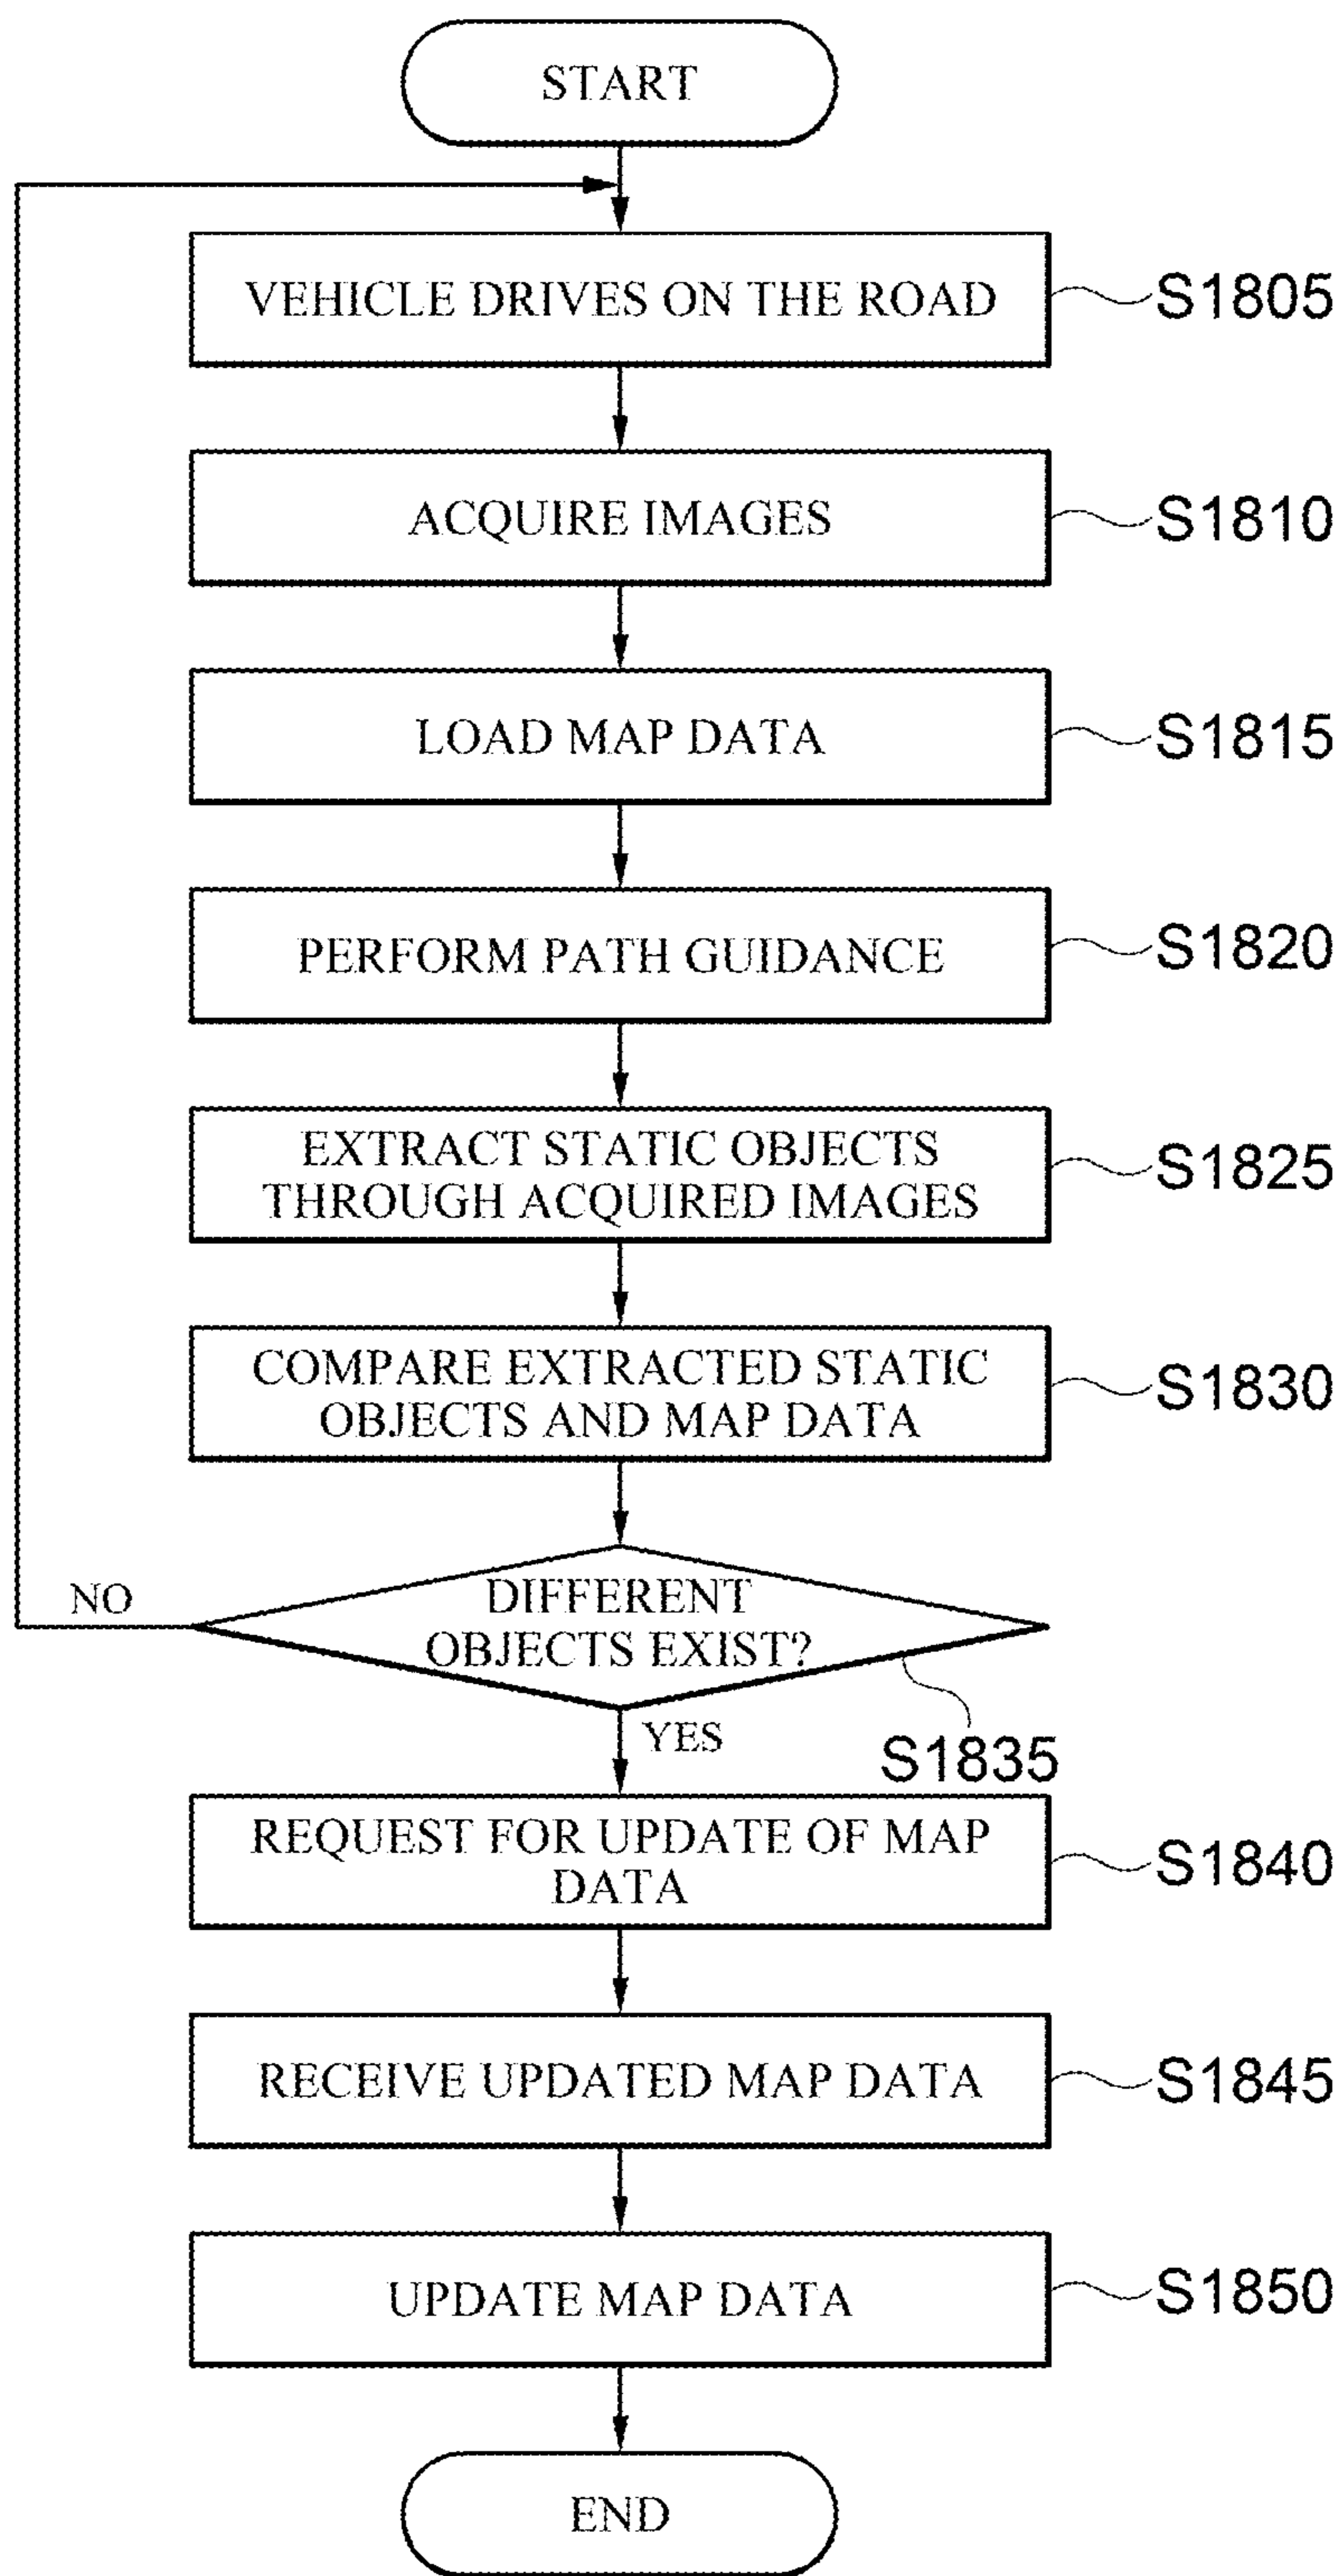 START
VEHICLE DRIVES ON THE ROAD
S1805
ACQUIRE IMAGES
S1810
LOAD MAP DATA
S1815
PERFORM PATH GUIDANCE
S1820
EXTRACT STATIC OBJECTS
THROUGH ACQUIRED IMAGES
S1825
COMPARE EXTRACTED STATIC
OBJECTS AND MAP DATA
S1830
NO
DIFFERENT
OBJECTS EXIST?
YES
S1835
REQUEST FOR UPDATE OF MAP
DATA
S1840
RECEIVE UPDATED MAP DATA
S1845
UPDATE MAP DATA
S1850
END